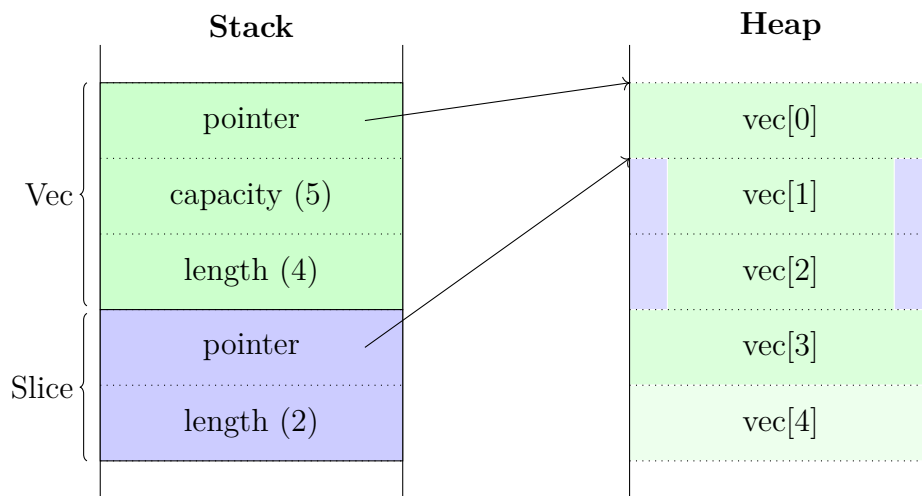 Stack
Heap
Vec
pointer
capacity (5)
length (4)
Slice
pointer
length (2)
vec[0]
vec[1]
vec[2]
vec[3]
vec[4]